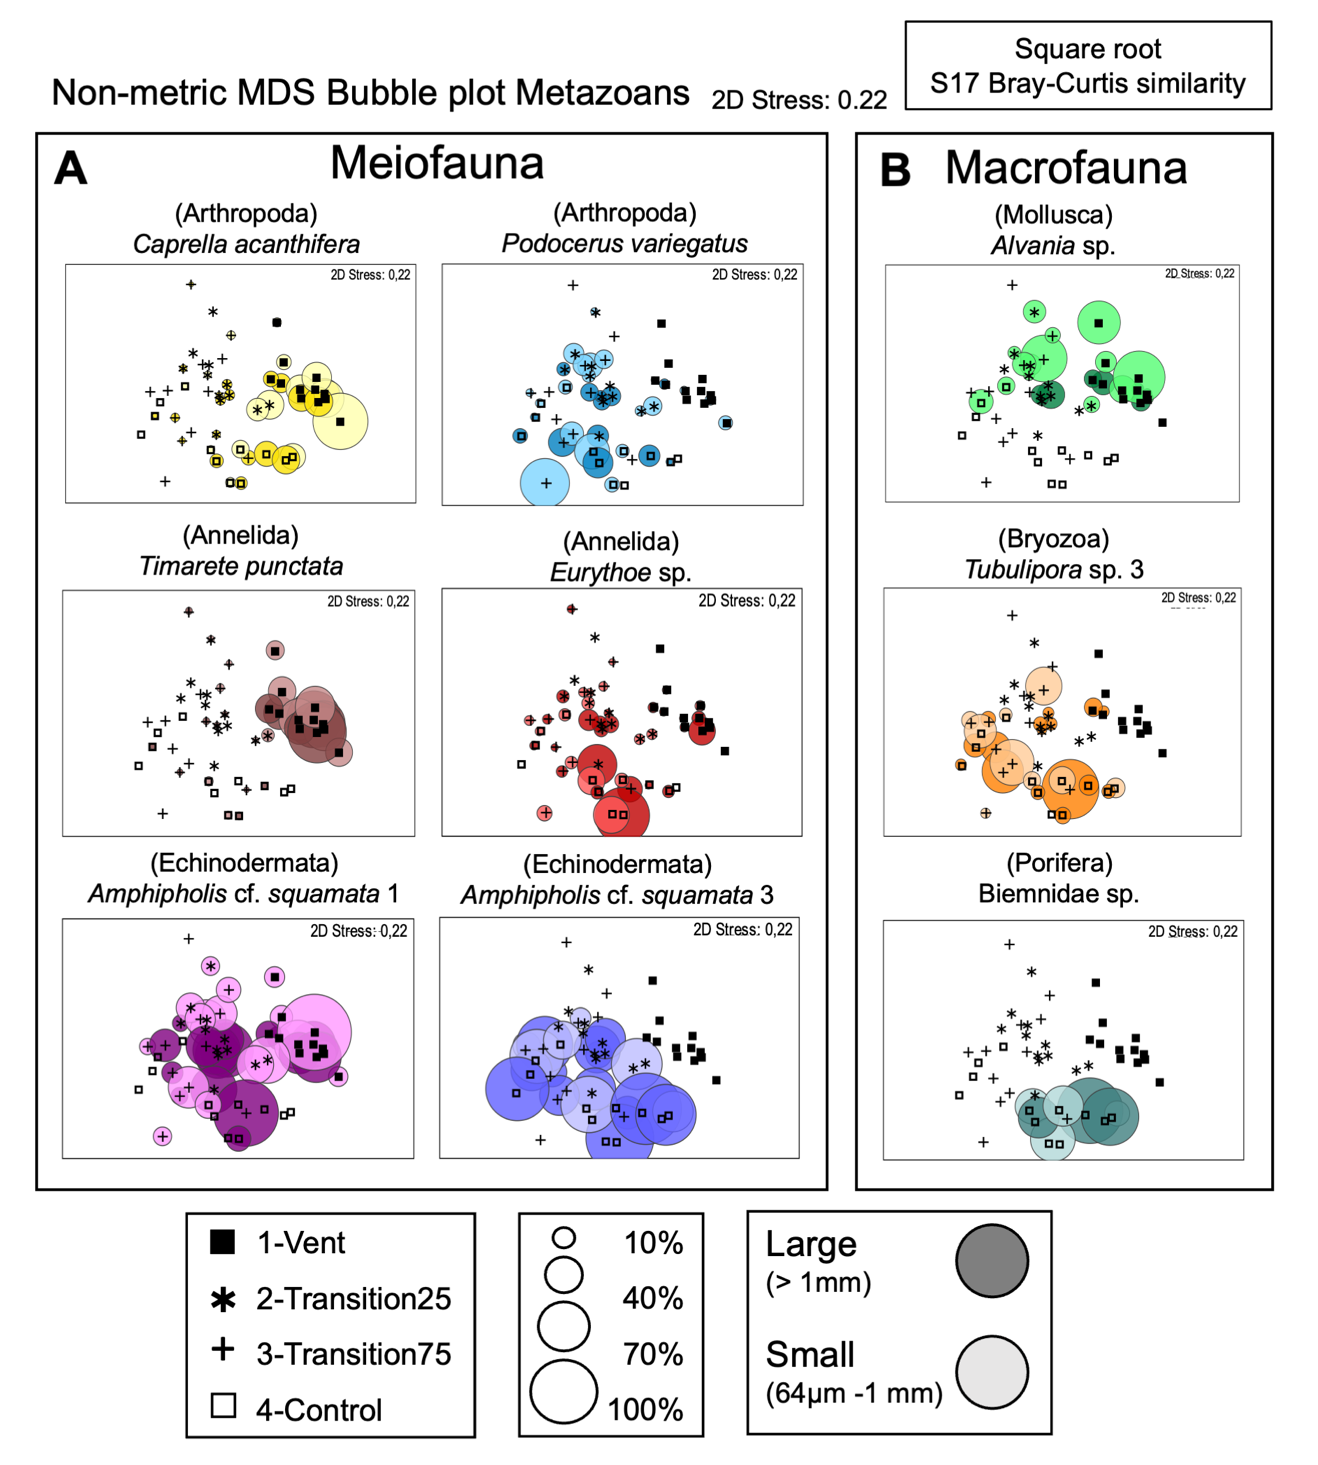 Square root
S17 Bray-Curtis similarity
Non-metric MDS Bubble plot Metazoans 2D Stress: 0.22
A Meiofauna
B Macrofauna
(Arthropoda)
Caprella acanthifera
2D Stress: 0,22
(Arthropoda)
Podocerus variegatus
2D Stress: 0,22
(Mollusca)
Alvania sp.
2D Stress: 0,22
(Annelida)
Timarete punctata
2D Stress: 0,22
(Annelida)
Eurythoe sp.
2D Stress: 0,22
(Bryozoa)
Tubulipora sp. 3
2D Stress: 0,22
(Echinodermata)
Amphipholis cf. squamata 1
2D Stress: 0,22
(Echinodermata)
Amphipholis cf. squamata 3
2D Stress: 0,22
(Porifera)
Biemnidae sp.
2D Stress: 0,22
1-Vent
2-Transition25
3-Transition75
4-Control
10%
40%
70%
100%
Large
(> 1mm)
Small
(64µm -1 mm)